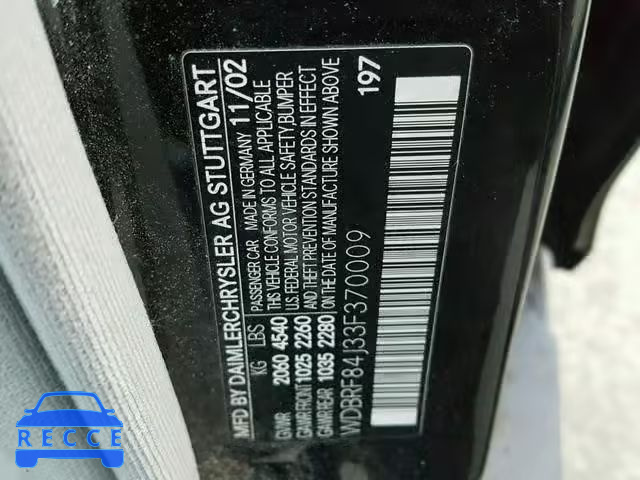 MFD BY DAIMLERCHRYSLER AG STUTTGART
KG LBS PASSENGER CAR MADE IN GERMANY 11/02
GVWR 2060 4540 THIS VEHICLE CONFORMS TO ALL APPLICABLE
U.S. FEDERAL MOTOR VEHICLE SAFETY, BUMPER
GAWR FRONT 1025 2260 AND THEFT PREVENTION STANDARDS IN EFFECT
GAWR REAR 1035 2280 ON THE DATE OF MANUFACTURE SHOWN ABOVE
197
WDBRF84J33F370009
RECCE